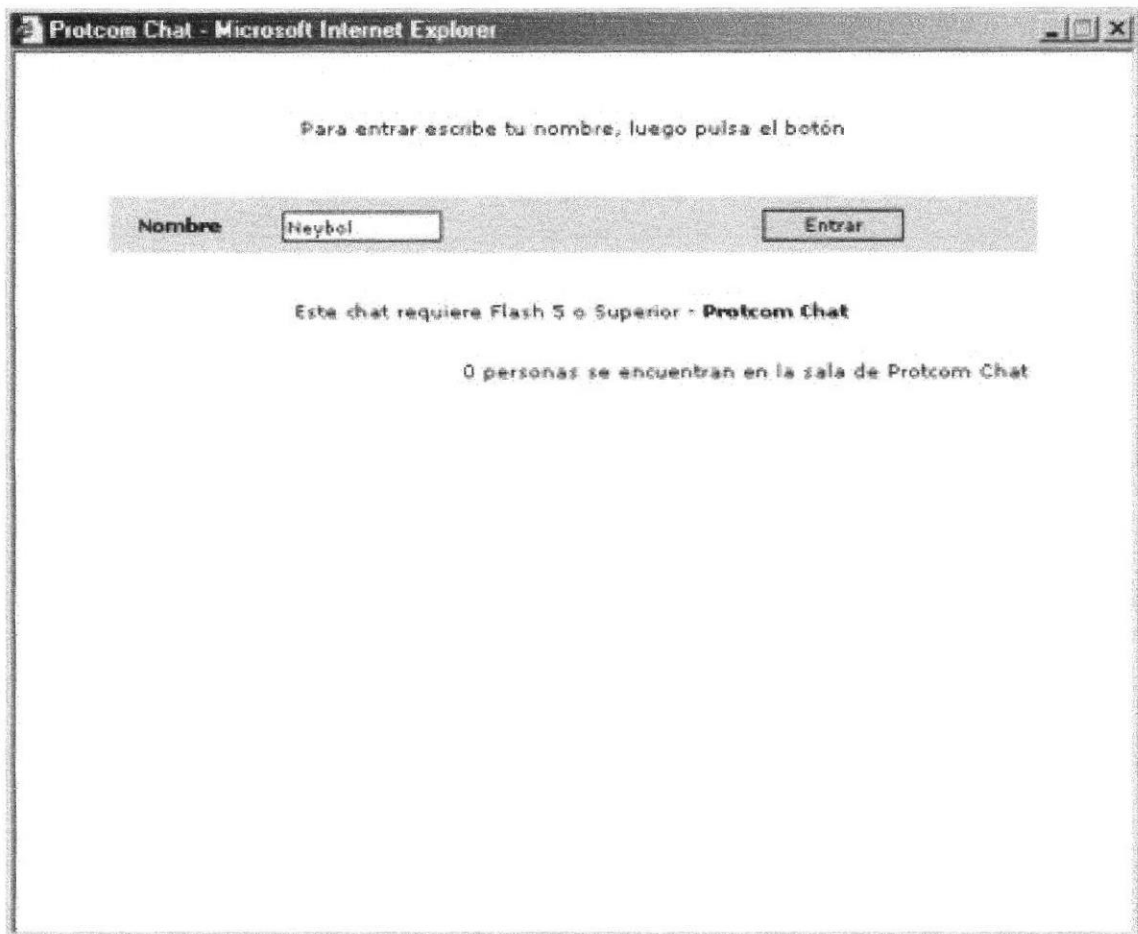 Protcom Chat - Microsoft Internet Explorer
Para entrar escribe tu nombre, luego pulsa el botón
Nombre Neybol Entrar
Este chat requiere Flash 5 o Superior - Protcom Chat
0 personas se encuentran en la sala de Protcom Chat